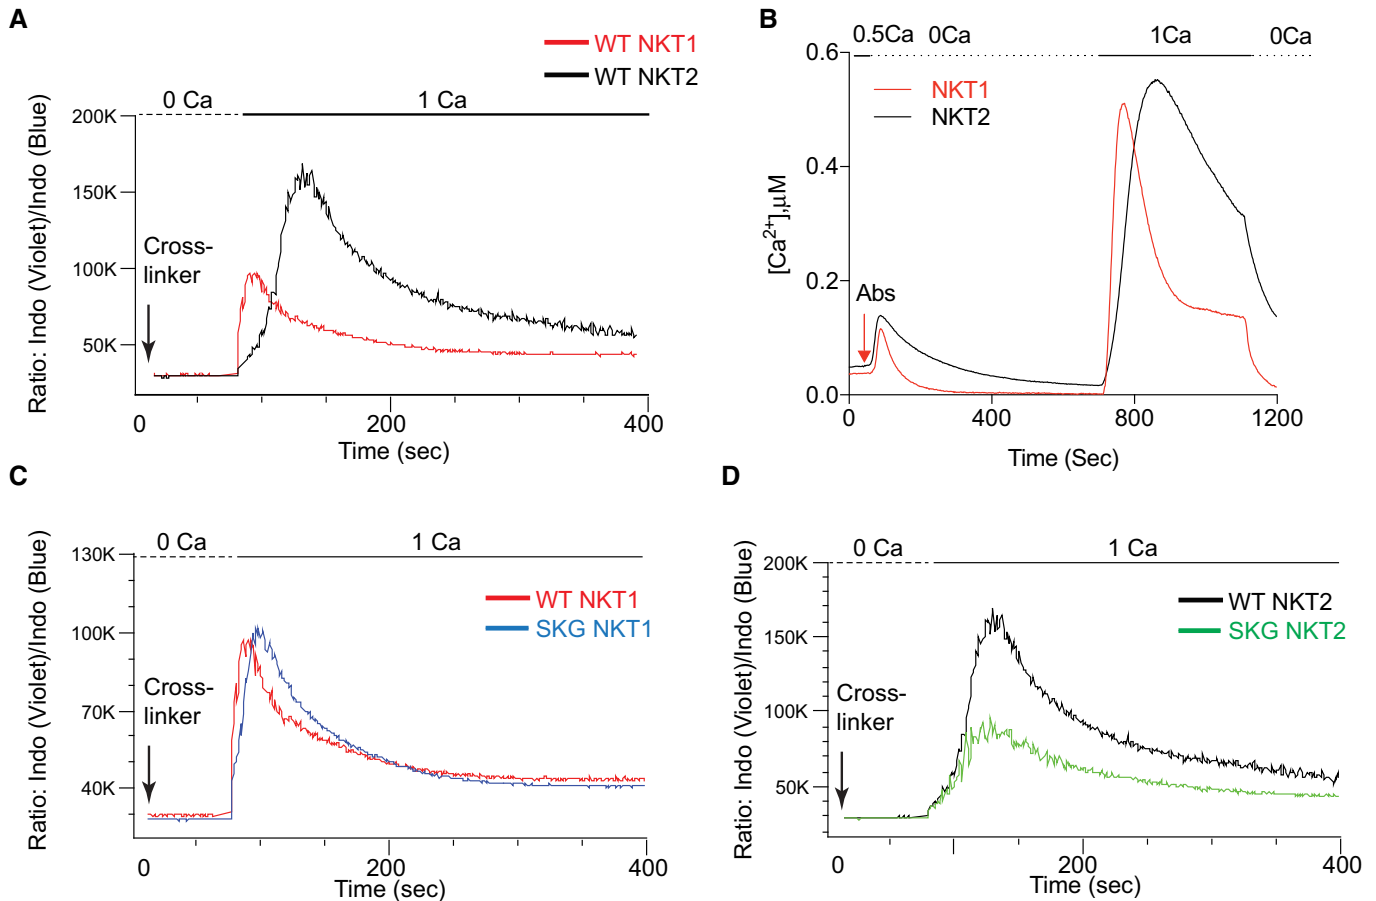 A
WT NKT1
WT NKT2
0 Ca
1 Ca
200K
150K
100K
50K
Cross-
linker
Ratio: Indo (Violet)/Indo (Blue)
0
200
400
Time (sec)
B
0.5Ca
0Ca
1Ca
0Ca
0.6
0.4
0.2
0.0
NKT1
NKT2
[Ca2+],μM
Abs
0
400
800
1200
Time (Sec)
C
0 Ca
1 Ca
130K
100K
70K
40K
WT NKT1
SKG NKT1
Cross-
linker
Ratio: Indo (Violet)/Indo (Blue)
0
200
400
Time (sec)
D
0 Ca
1 Ca
200K
150K
100K
50K
WT NKT2
SKG NKT2
Cross-
linker
Ratio: Indo (Violet)/Indo (Blue)
0
200
400
Time (sec)